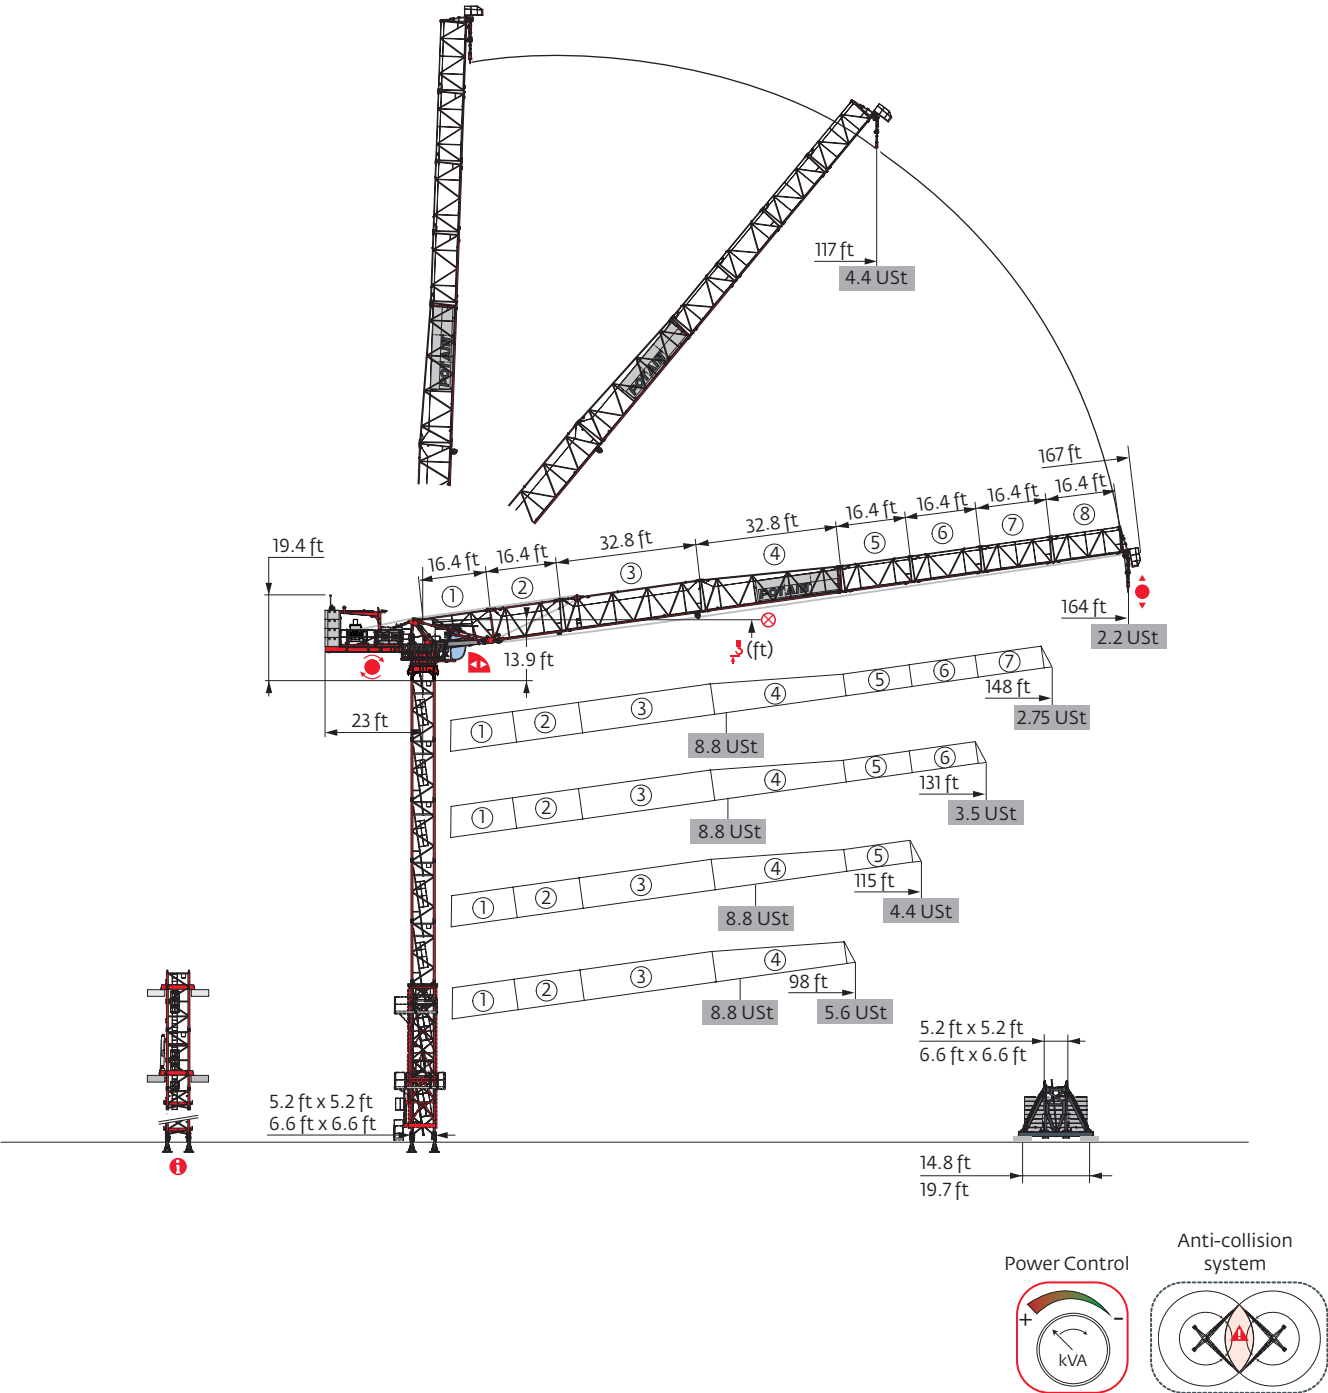 117 ft
4.4 USt
167 ft
16.4 ft
16.4 ft
16.4 ft
16.4 ft
32.8 ft
32.8 ft
16.4 ft
16.4 ft
19.4 ft
① ② ③ ④ ⑤ ⑥ ⑦ ⑧
POTAIN
POTAIN
POTAIN
164 ft
2.2 USt
(ft)
13.9 ft
23 ft
① ② ③ ④ ⑤ ⑥ ⑦
148 ft
2.75 USt
8.8 USt
① ② ③ ④ ⑤ ⑥
131 ft
3.5 USt
8.8 USt
① ② ③ ④ ⑤
115 ft
4.4 USt
8.8 USt
① ② ③ ④
98 ft
8.8 USt
5.6 USt
5.2 ft x 5.2 ft
6.6 ft x 6.6 ft
5.2 ft x 5.2 ft
6.6 ft x 6.6 ft
i
14.8 ft
19.7 ft
Power Control
+ -
kVA
Anti-collision
system